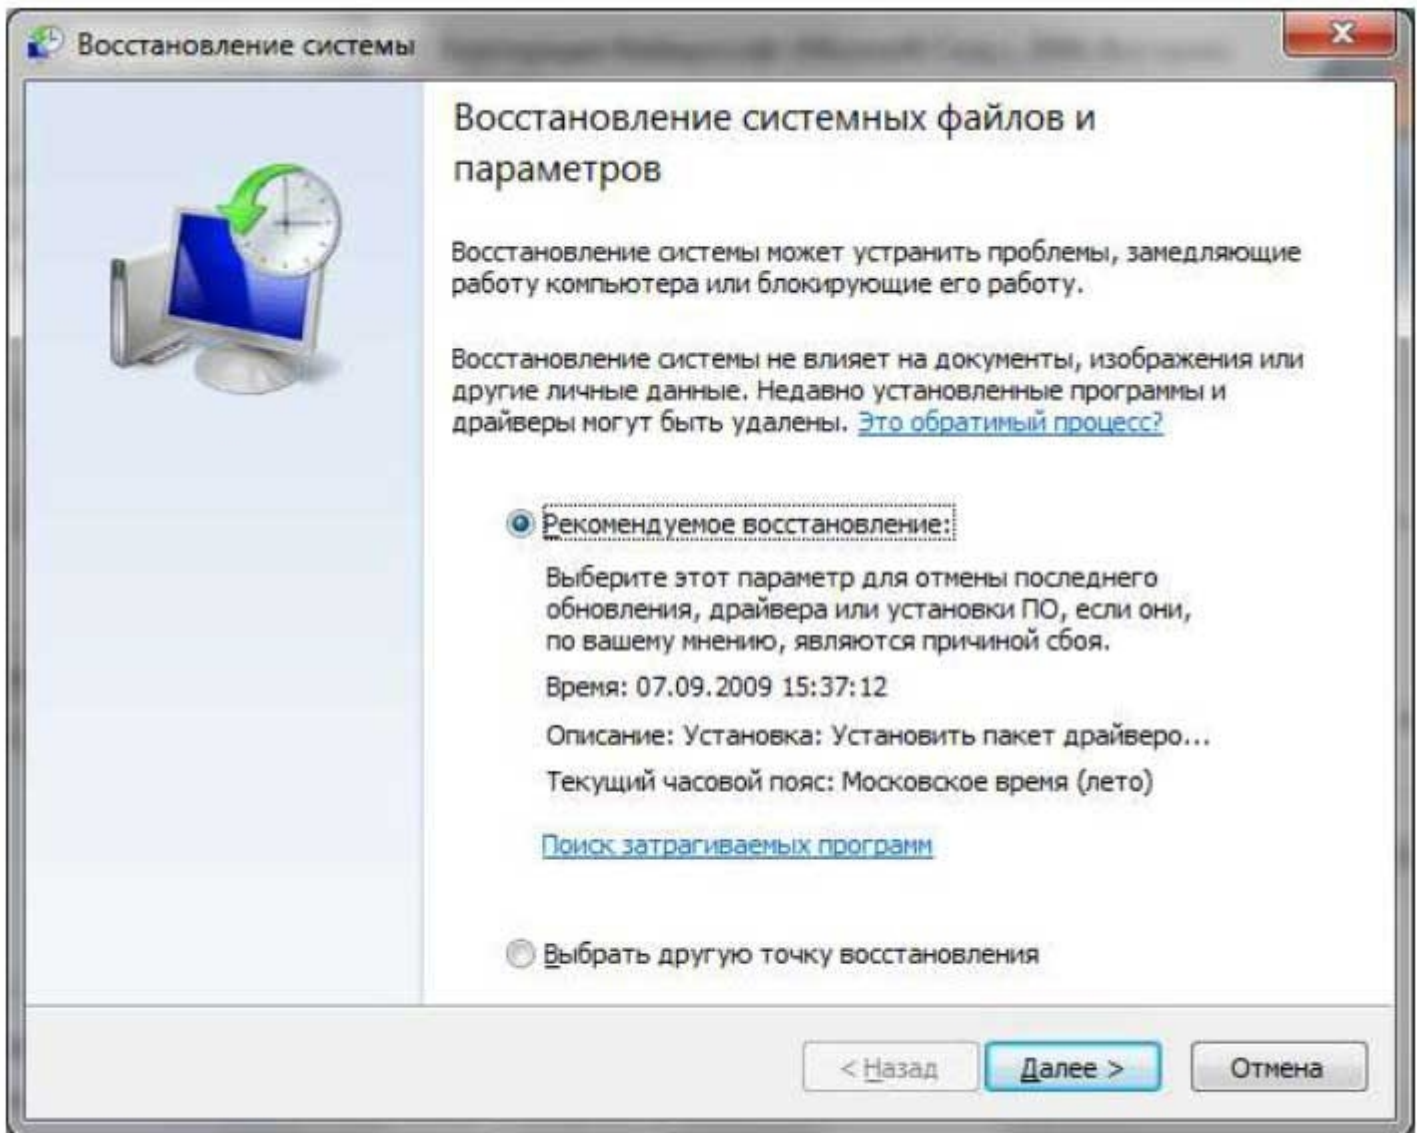 Восстановление системы
Восстановление системных файлов и
параметров
Восстановление системы может устранить проблемы, замедляющие
работу компьютера или блокирующие его работу.
Восстановление системы не влияет на документы, изображения или
другие личные данные. Недавно установленные программы и
драйверы могут быть удалены. Это обратимый процесс?
Рекомендуемое восстановление:
Выберите этот параметр для отмены последнего
обновления, драйвера или установки ПО, если они,
по вашему мнению, являются причиной сбоя.
Время: 07.09.2009 15:37:12
Описание: Установка: Установить пакет драйверо...
Текущий часовой пояс: Московское время (лето)
Поиск затрагиваемых программ
Выбрать другую точку восстановления
< Назад Далее > Отмена